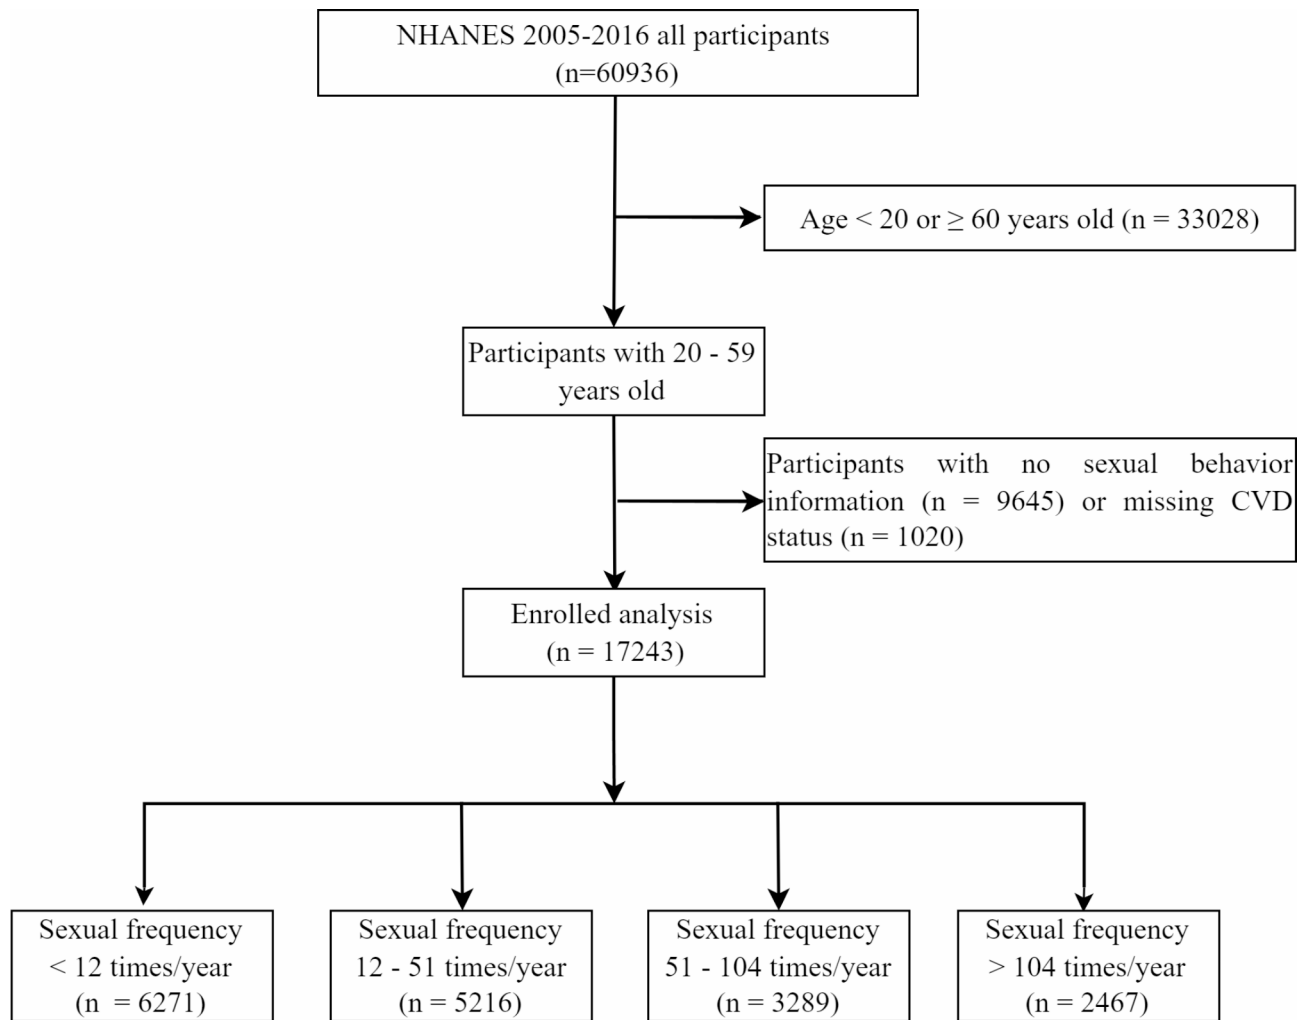 NHANES 2005-2016 all participants
(n=60936)
Age < 20 or ≥ 60 years old (n = 33028)
Participants with 20 - 59
years old
Participants with no sexual behavior
information (n = 9645) or missing CVD
status (n = 1020)
Enrolled analysis
(n = 17243)
Sexual frequency
< 12 times/year
(n = 6271)
Sexual frequency
12 - 51 times/year
(n = 5216)
Sexual frequency
51 - 104 times/year
(n = 3289)
Sexual frequency
> 104 times/year
(n = 2467)